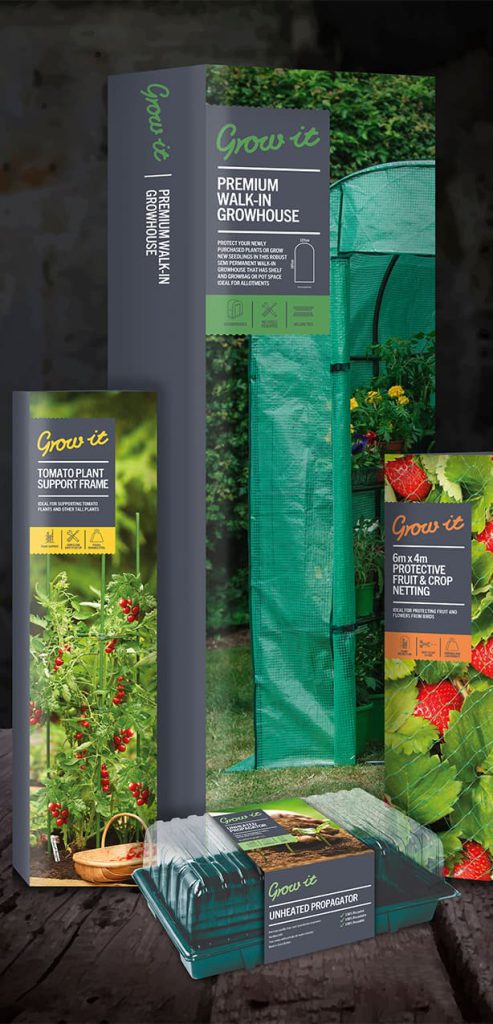 Grow it
PREMIUM WALK-IN
GROWHOUSE
Grow it
PREMIUM
WALK-IN
GROWHOUSE
PROTECT YOUR NEWLY
PURCHASED PLANTS OR GROW
NEW SEEDLINGS IN THIS ROBUST
SEMI PERMANENT WALK-IN
GROWHOUSE THAT HAS SHELF
AND GROWBAG OR POT SPACE
IDEAL FOR ALLOTMENTS
Grow it
TOMATO PLANT
SUPPORT FRAME
IDEAL FOR SUPPORTING TOMATO
PLANTS AND OTHER TALL PLANTS
Grow it
6m x 4m
PROTECTIVE
FRUIT & CROP
NETTING
IDEAL FOR PROTECTING FRUIT AND
FLOWERS FROM BIRDS
Grow it
UNHEATED
PROPAGATOR
Grow it
UNHEATED PROPAGATOR